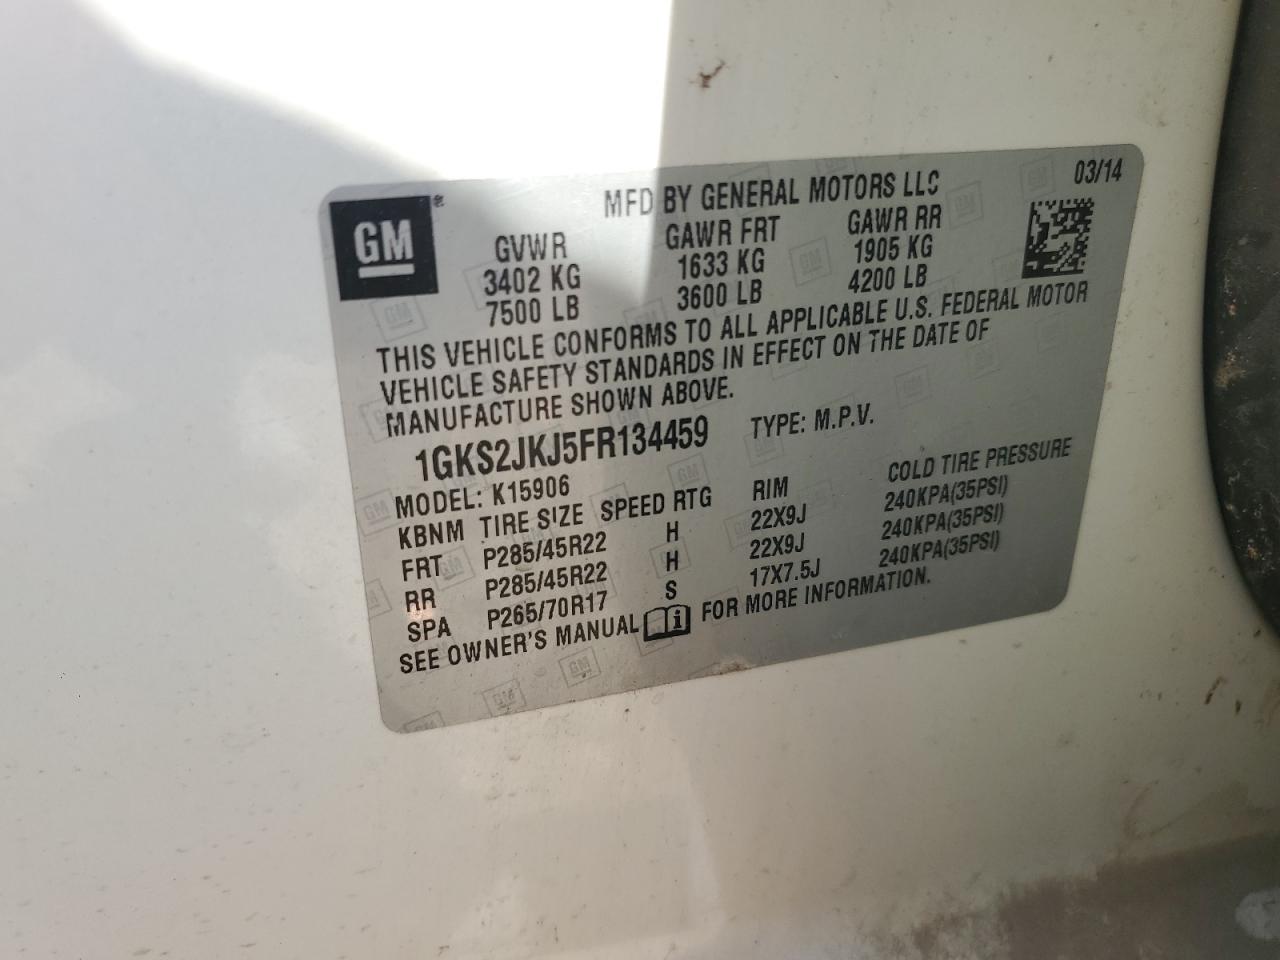 MFD BY GENERAL MOTORS LLC 03/14
GM
GVWR GAWR FRT GAWR RR
3402 KG 1633 KG 1905 KG
7500 LB 3600 LB 4200 LB
THIS VEHICLE CONFORMS TO ALL APPLICABLE U.S. FEDERAL MOTOR
VEHICLE SAFETY STANDARDS IN EFFECT ON THE DATE OF
MANUFACTURE SHOWN ABOVE.
1GKS2JKJ5FR134459 TYPE: M.P.V.
MODEL: K15906
KBNM TIRE SIZE SPEED RTG RIM COLD TIRE PRESSURE
FRT P285/45R22 H 22X9J 240KPA(35PSI)
RR P285/45R22 H 22X9J 240KPA(35PSI)
SPA P265/70R17 S 17X7.5J 240KPA(35PSI)
SEE OWNER'S MANUAL FOR MORE INFORMATION.